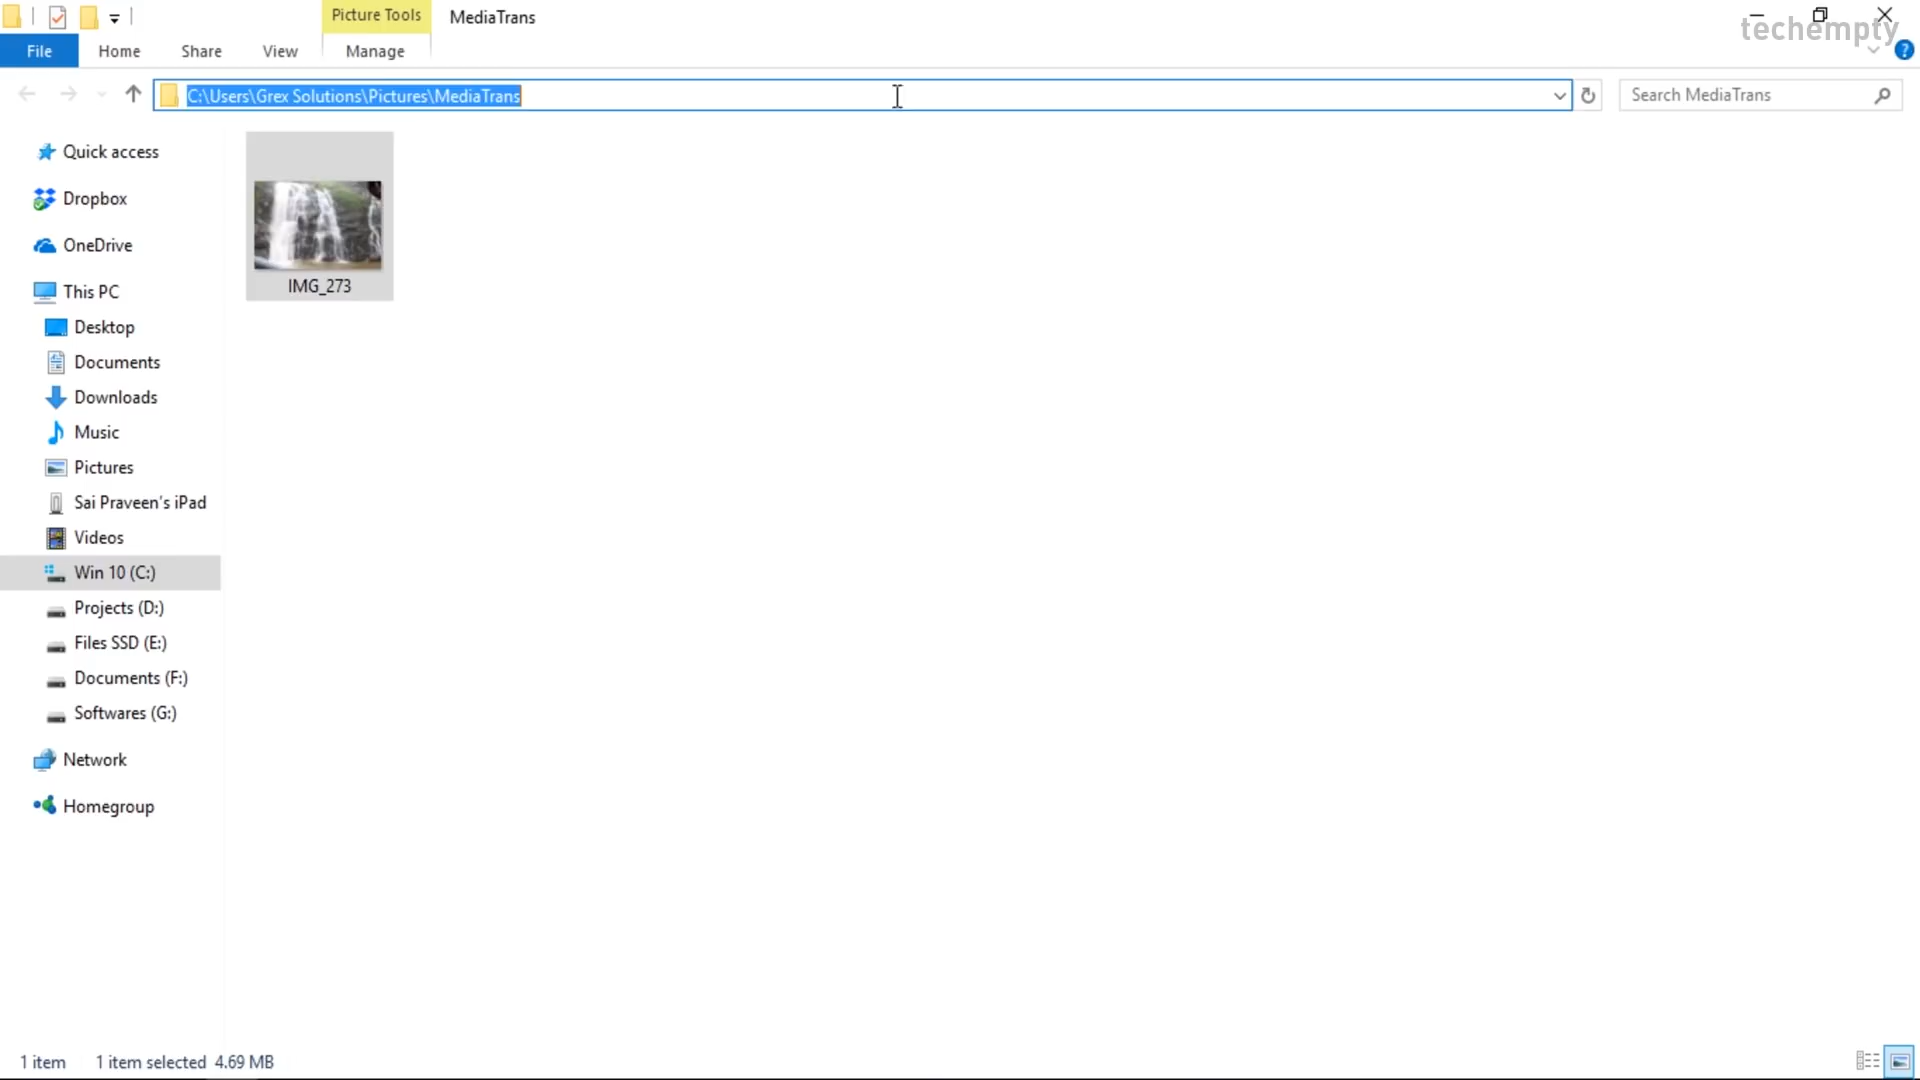 Picture Tools
MediaTrans
techempty
File
Home
Share
View
Manage
?
C:\Users\Grex Solutions\Pictures\MediaTrans
Search MediaTrans
Quick access
Dropbox
OneDrive
This PC
Desktop
Documents
Downloads
Music
Pictures
Sai Praveen's iPad
Videos
Win 10 (C:)
Projects (D:)
Files SSD (E:)
Documents (F:)
Softwares (G:)
Network
Homegroup
IMG_273
1 item
1 item selected 4.69 MB